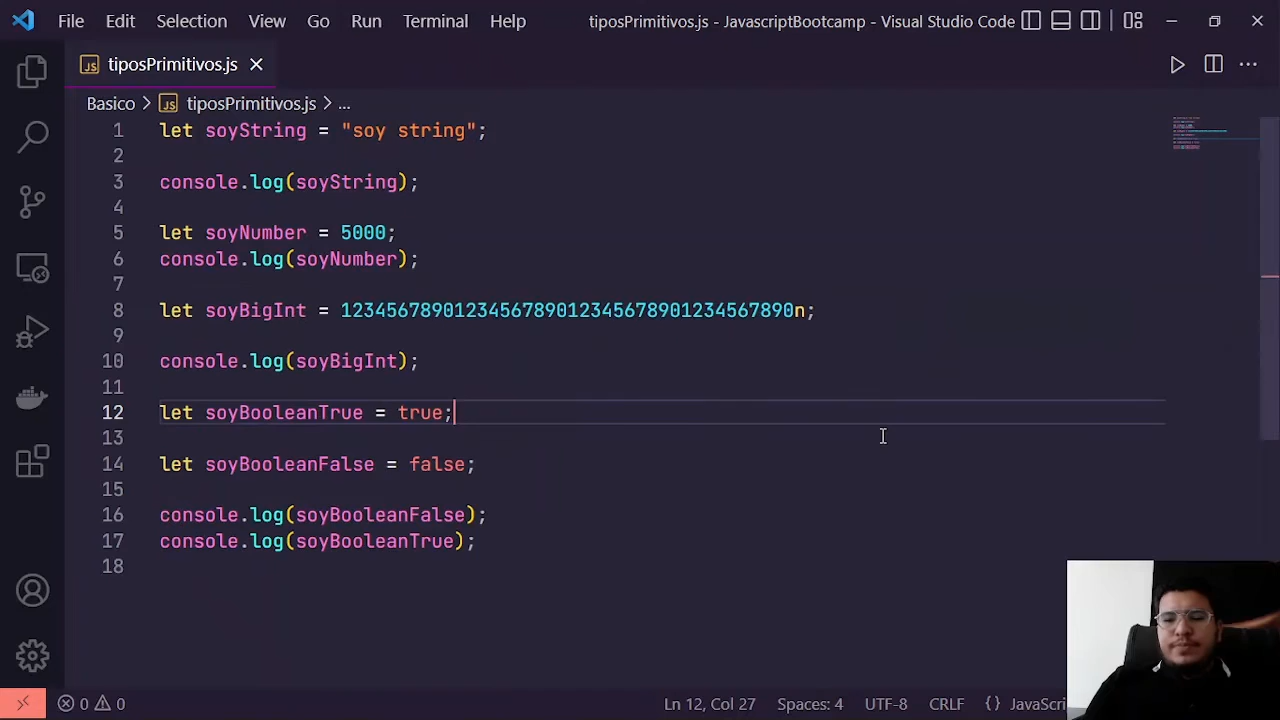 File Edit Selection View Go Run Terminal Help tiposPrimitivos.js - JavascriptBootcamp - Visual Studio Code
JS tiposPrimitivos.js
Basico > JS tiposPrimitivos.js > ...
1 let soyString = "soy string";
2
3 console.log(soyString);
4
5 let soyNumber = 5000;
6 console.log(soyNumber);
7
8 let soyBigInt = 1234567890123456789012345678901234567890n;
9
10 console.log(soyBigInt);
11
12 let soyBooleanTrue = true;
13
14 let soyBooleanFalse = false;
15
16 console.log(soyBooleanFalse);
17 console.log(soyBooleanTrue);
18
0 0 Ln 12, Col 27 Spaces: 4 UTF-8 CRLF {} JavaScri